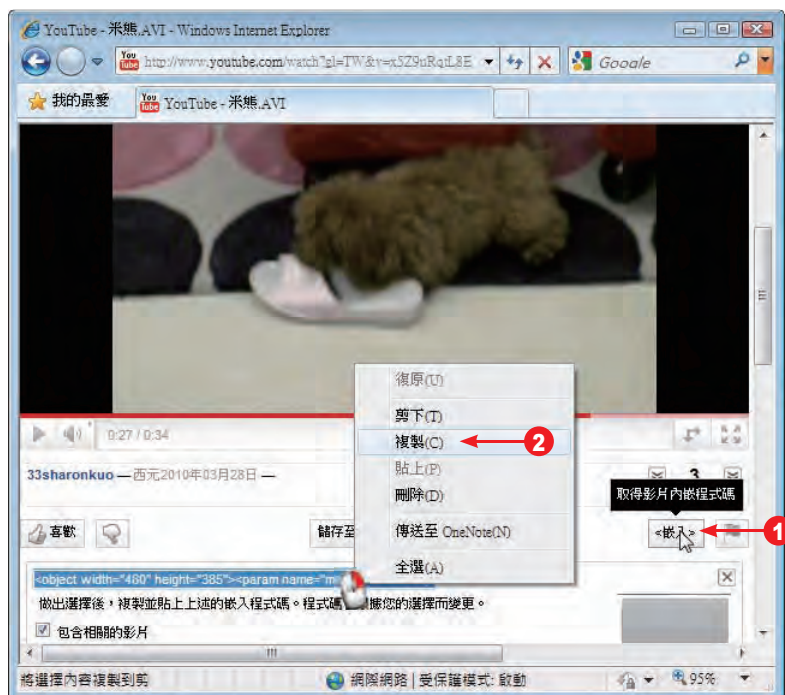 YouTube - 米熊.AVI - Windows Internet Explorer
You Tube http://www.youtube.com/watch?gl=TW&v=x5Z9uRqtL8E Google
我的最愛 You Tube YouTube - 米熊.AVI
復原(U)
剪下(T)
複製(C) 2
貼上(P)
刪除(D)
傳送至 OneNote(N)
全選(A)
0:27 / 0:34
33sharonkuo — 西元2010年03月28日 — 3
取得影片內嵌程式碼
喜歡 儲存至 <嵌入> 1
<object width="460" height="385"><param name="m
做出選擇後，複製並貼上上述的嵌入程式碼。程式碼 據您的選擇而變更。
包含相關的影片
將選擇內容複製到剪 網際網路 | 受保護模式: 啟動 95%